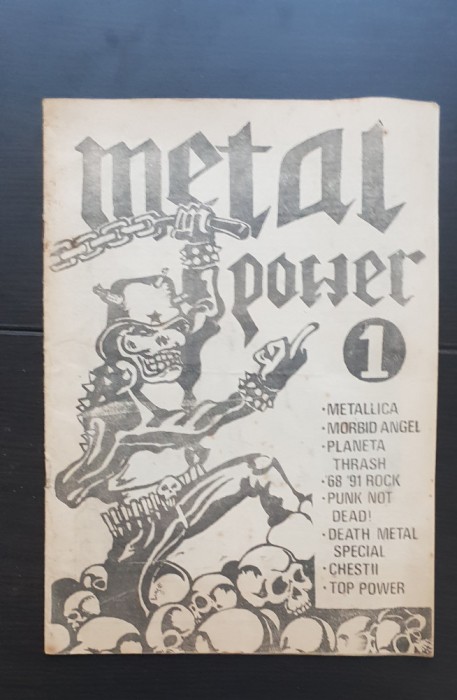 metal
power
1
·METALLICA
·MORBID ANGEL
·PLANETA
THRASH
·68 '91 ROCK
·PUNK NOT
DEAD!
·DEATH METAL
SPECIAL
·CHESTII
·TOP POWER